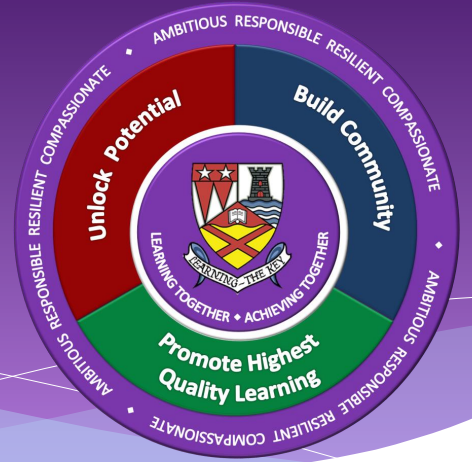 AMBITIOUS RESPONSIBLE RESILIENT COMPASSIONATE
AMBITIOUS RESPONSIBLE RESILIENT COMPASSIONATE
AMBITIOUS RESPONSIBLE RESILIENT COMPASSIONATE
Unlock Potential
Build Community
LEARNING-THE KEY
LEARNING TOGETHER ACHIEVING TOGETHER
Promote Highest
Quality Learning